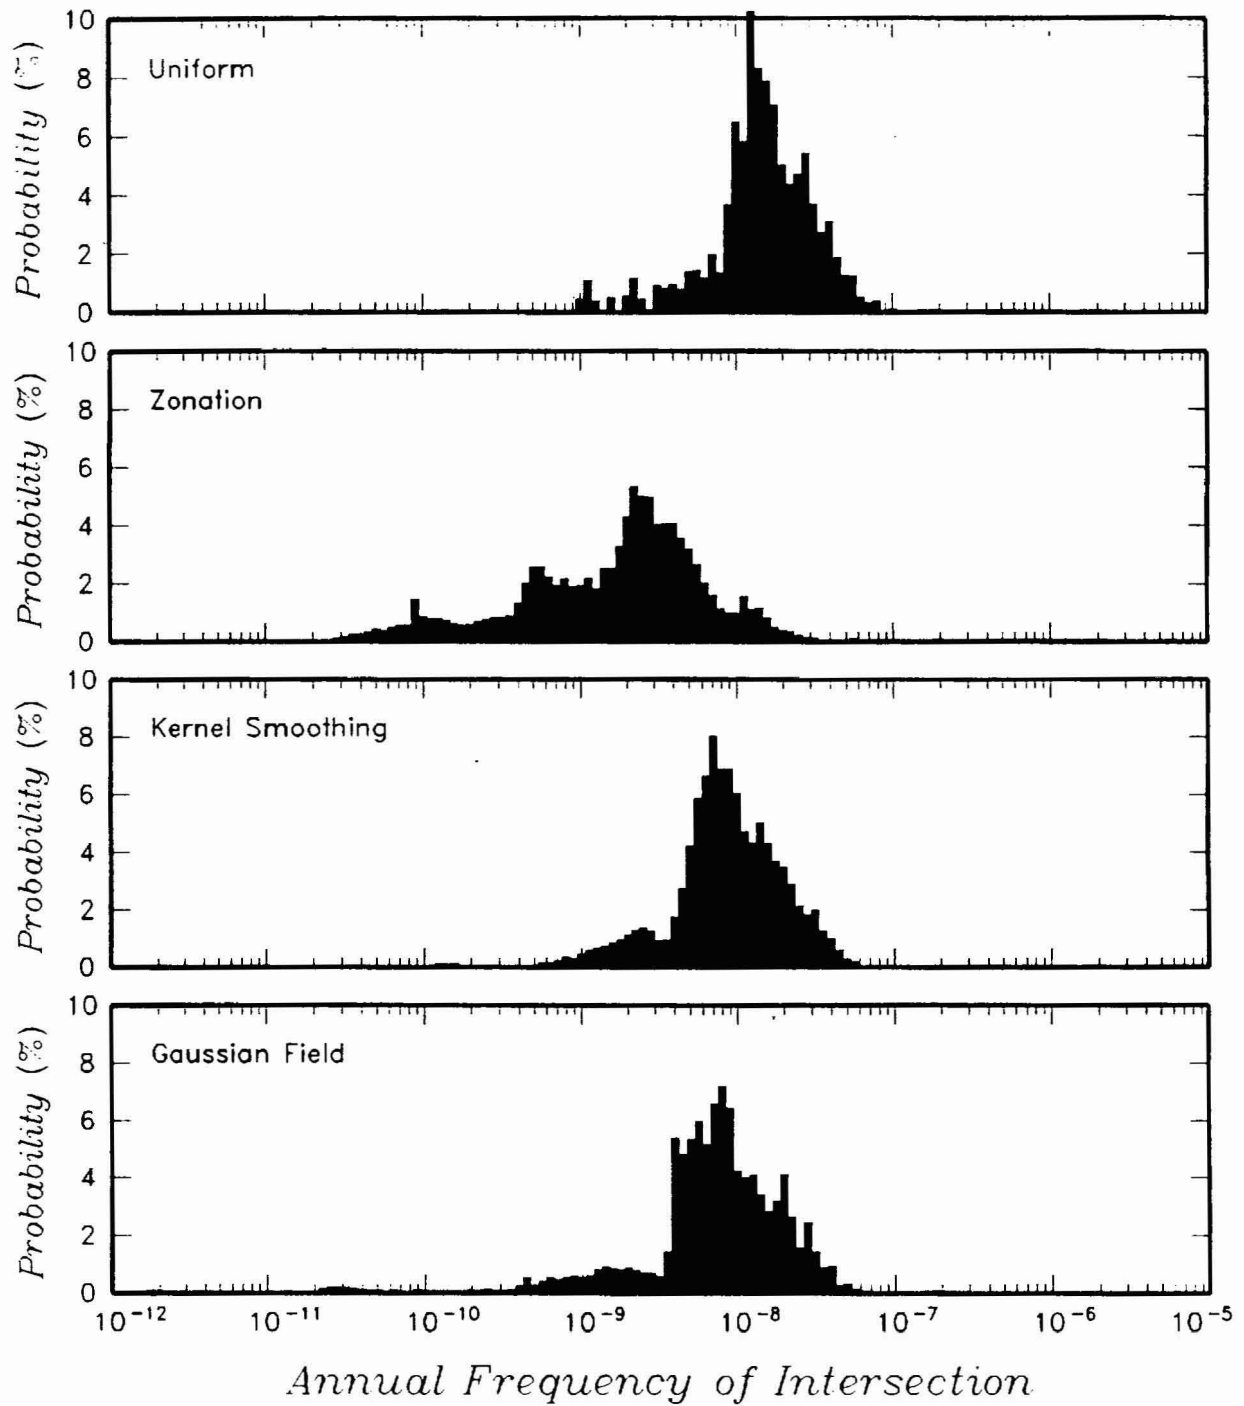 10
8
6
4
2
0
Probability (%)
Uniform
10
8
6
4
2
0
Probability (%)
Zonation
10
8
6
4
2
0
Probability (%)
Kernel Smoothing
10
8
6
4
2
0
Probability (%)
Gaussian Field
10⁻¹² 10⁻¹¹ 10⁻¹⁰ 10⁻⁹ 10⁻⁸ 10⁻⁷ 10⁻⁶ 10⁻⁵
Annual Frequency of Intersection